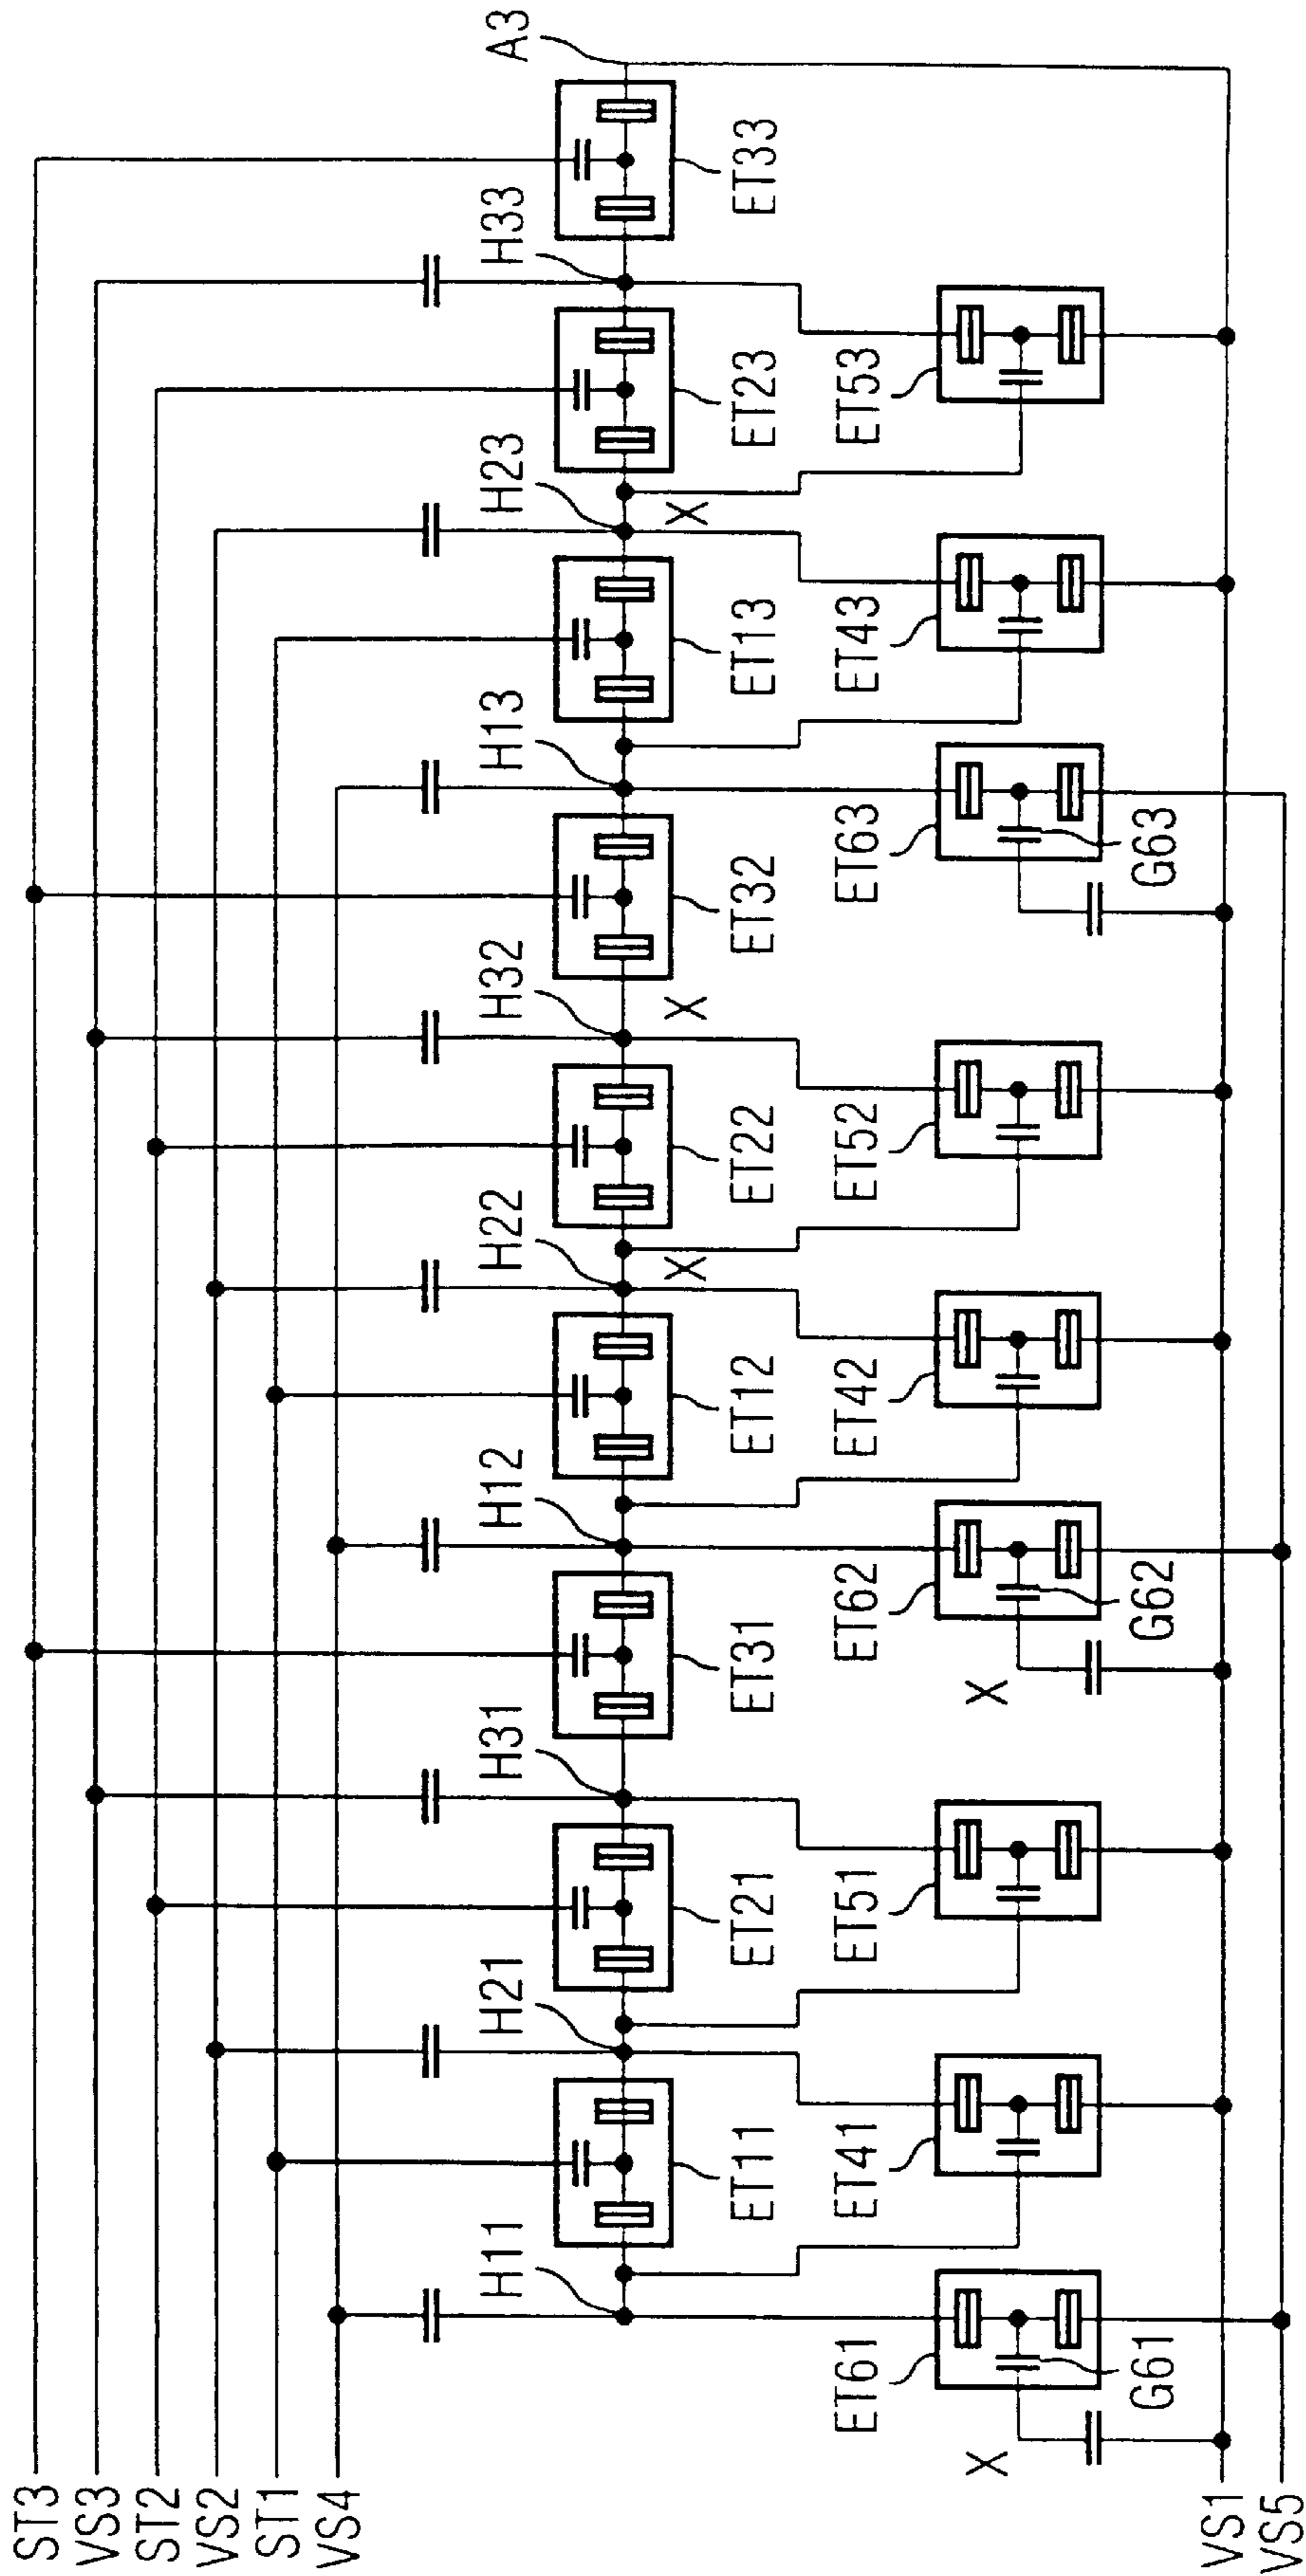 A3
ET33
H33
ET23
ET53
H23
X
ET13
ET43
H13
ET63
G63
ET32
H32
X
ET22
ET52
H22
X
ET12
ET42
H12
ET62
G62
X
ET31
H31
ET21
ET51
H21
ET11
ET41
H11
ET61
G61
X
ST3
VS3
ST2
VS2
ST1
VS4
VS1
VS5